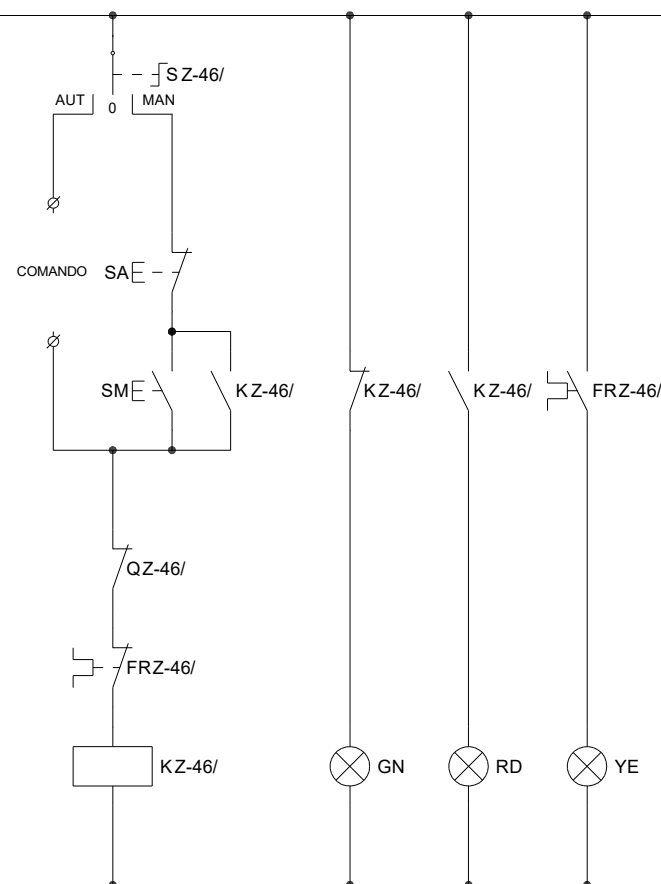 SZ-46/
AUT
0
MAN
COMANDO
SA
SM
KZ-46/
KZ-46/
KZ-46/
FRZ-46/
QZ-46/
FRZ-46/
KZ-46/
GN
RD
YE